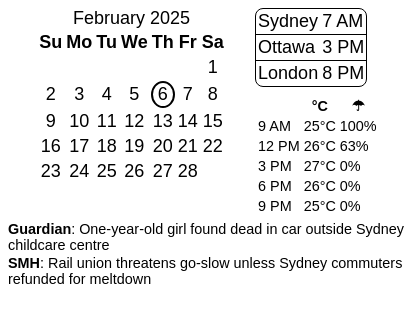 February 2025
Su Mo Tu We Th Fr Sa
1
2 3 4 5 6 7 8
9 10 11 12 13 14 15
16 17 18 19 20 21 22
23 24 25 26 27 28
Sydney 7 AM
Ottawa 3 PM
London 8 PM
°C ☂
9 AM 25°C 100%
12 PM 26°C 63%
3 PM 27°C 0%
6 PM 26°C 0%
9 PM 25°C 0%
Guardian: One-year-old girl found dead in car outside Sydney
childcare centre
SMH: Rail union threatens go-slow unless Sydney commuters
refunded for meltdown